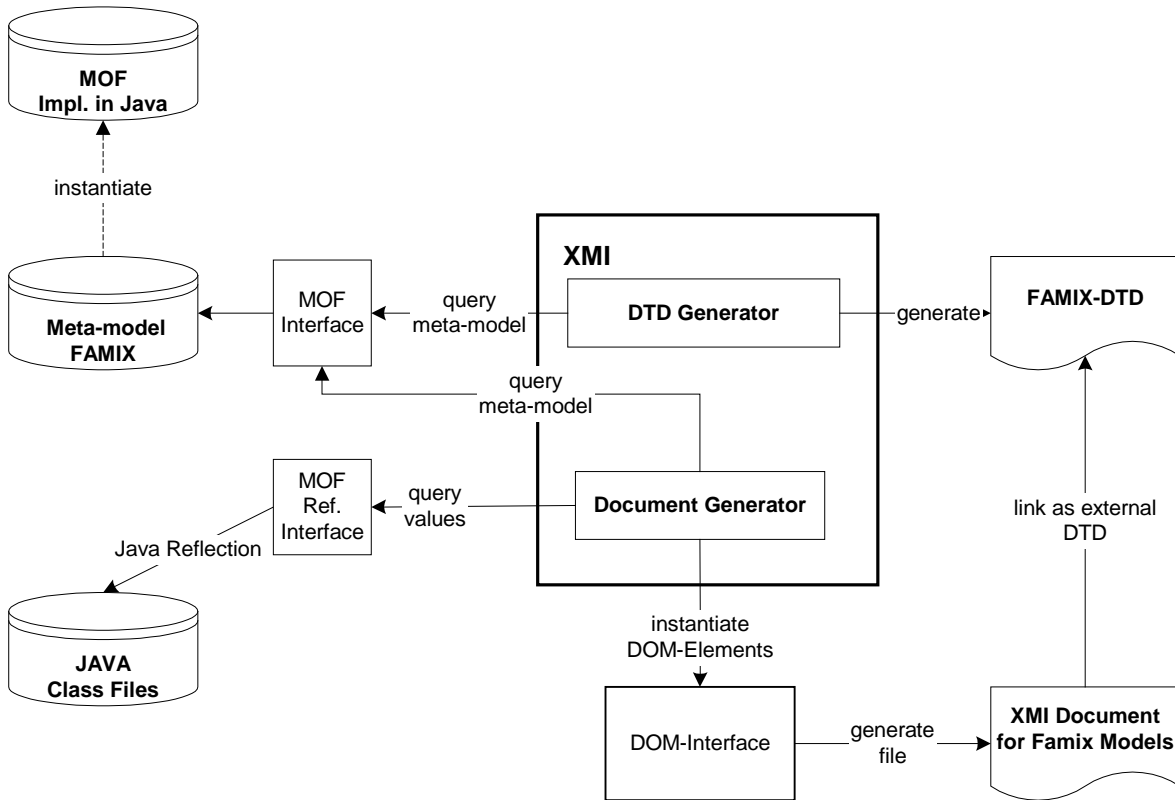 MOF
Impl. in Java
instantiate
XMI
Meta-model
FAMIX
MOF
Interface
query
meta-model
DTD Generator
generate
FAMIX-DTD
query
meta-model
MOF
Ref.
Interface
query
values
Document Generator
link as external
DTD
Java Reflection
JAVA
Class Files
instantiate
DOM-Elements
DOM-Interface
generate
file
XMI Document
for Famix Models